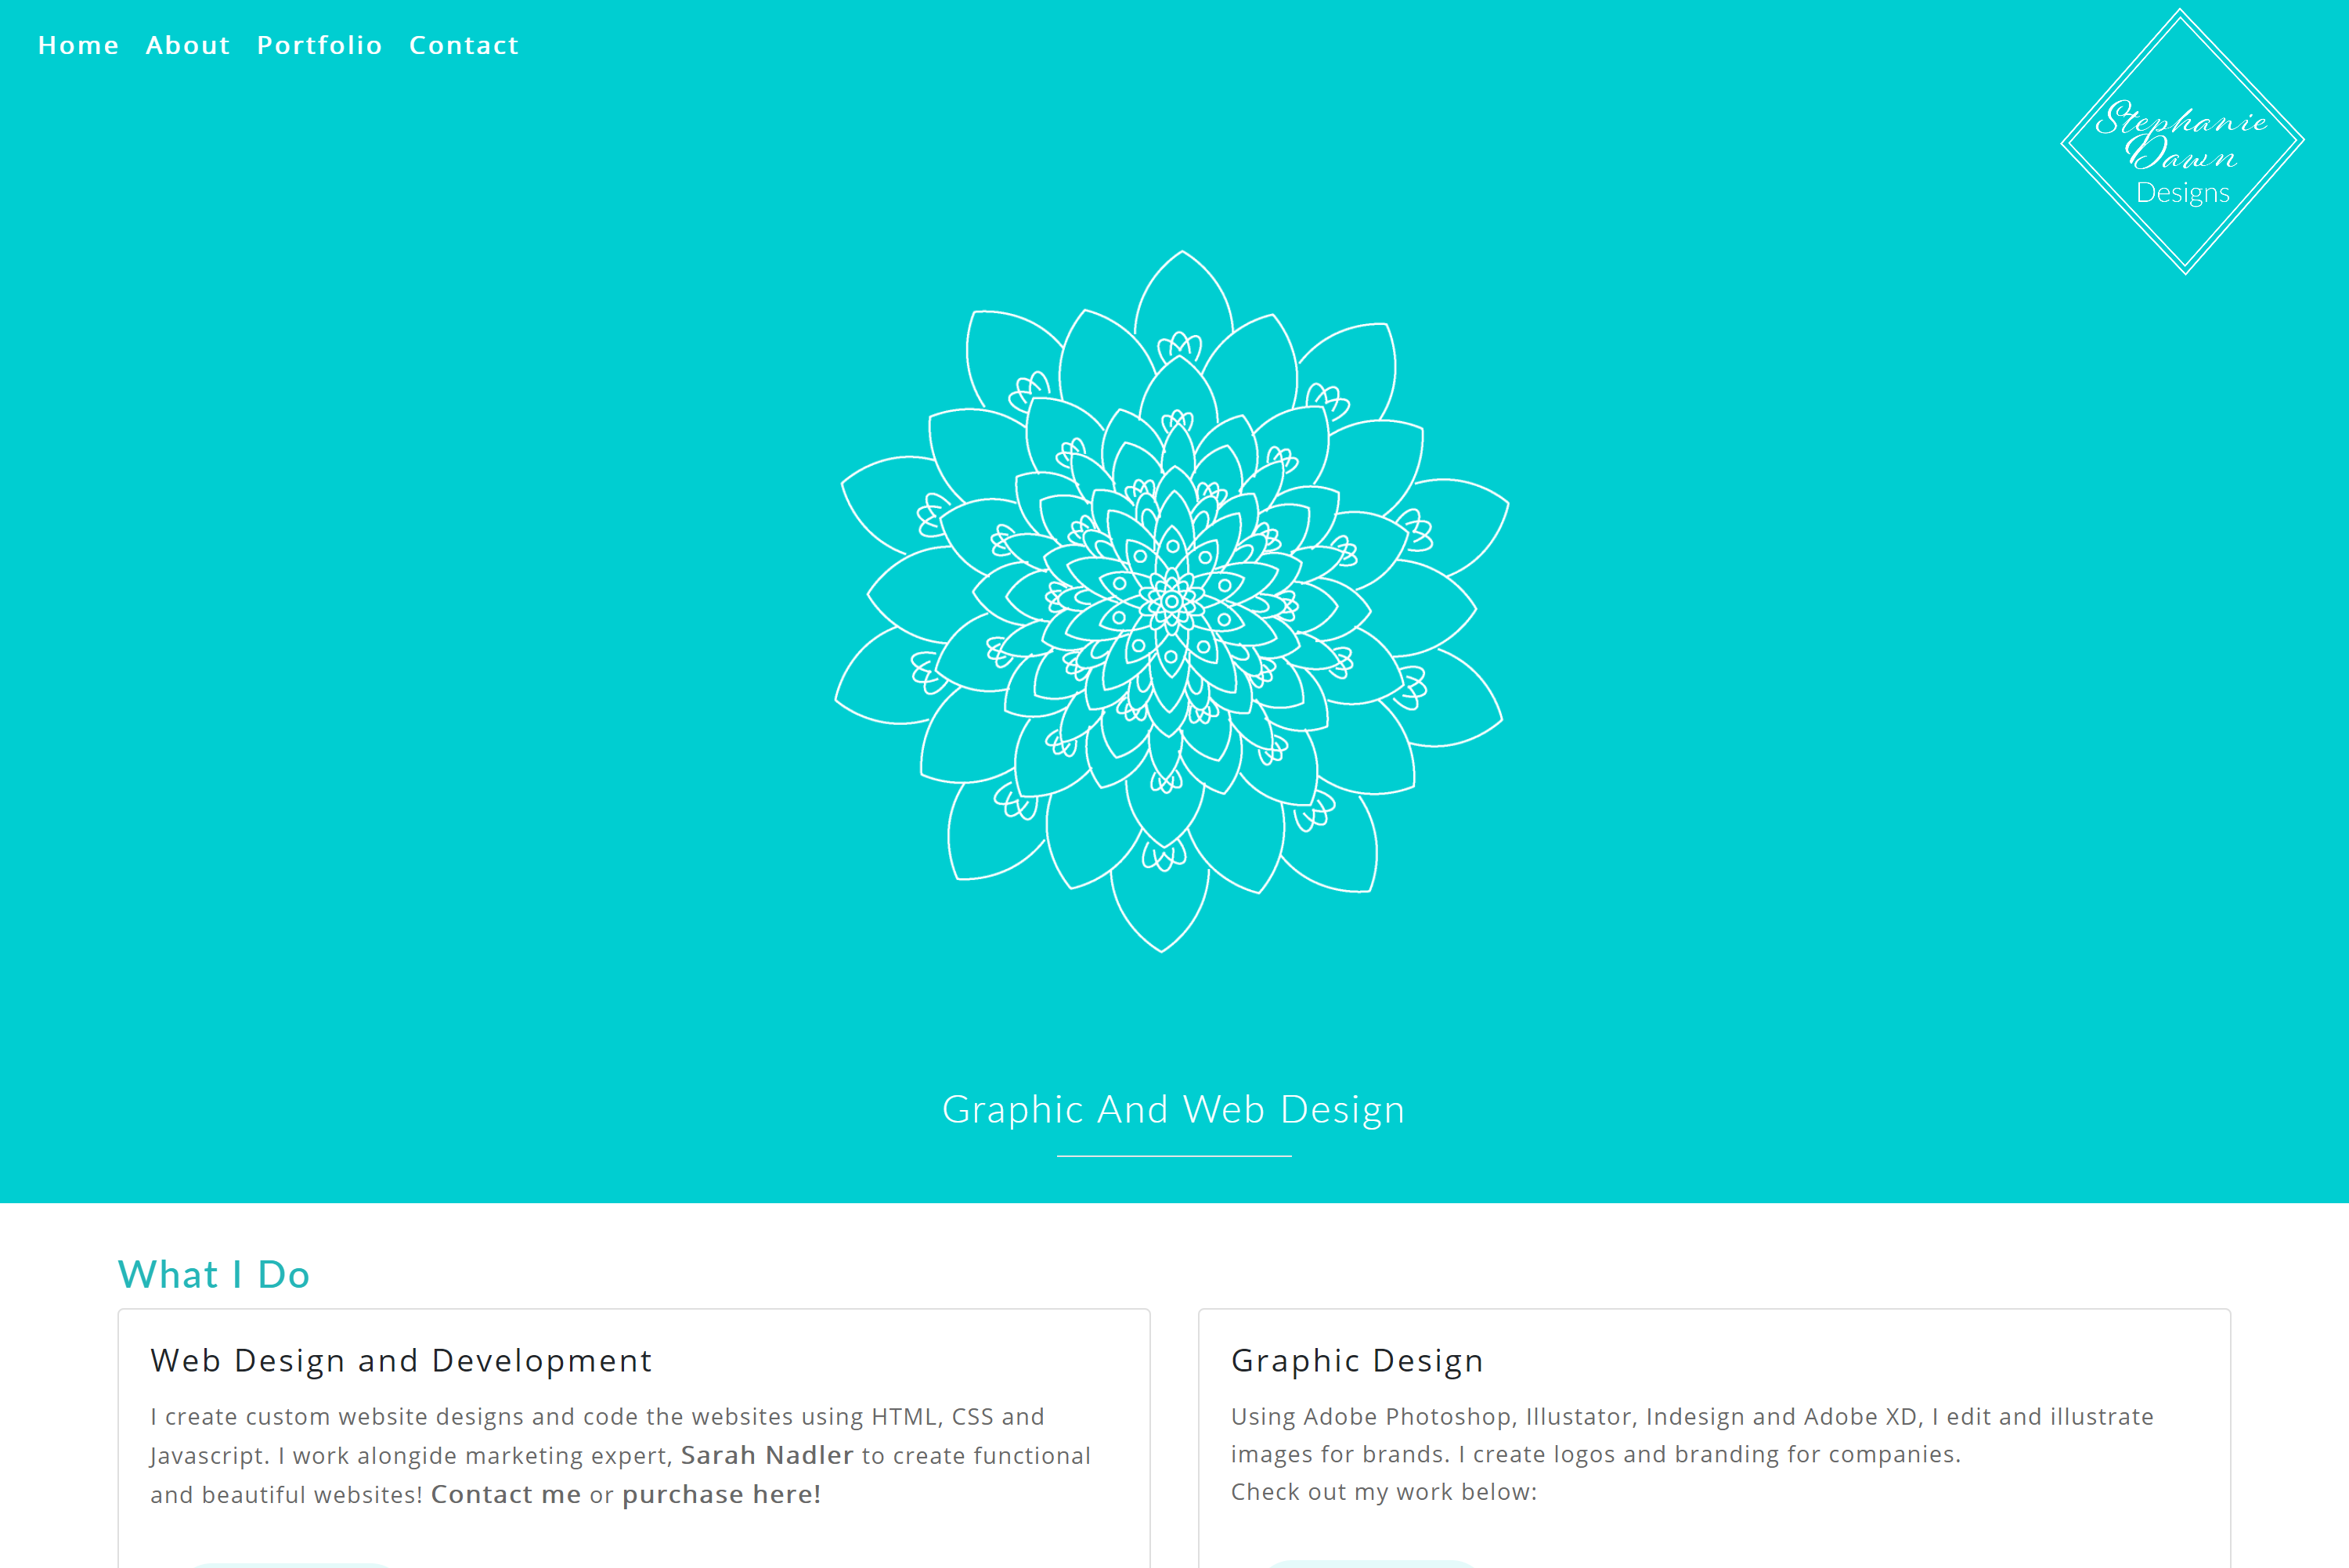 Home About Portfolio Contact
Stephanie
Dawn
Designs
Graphic And Web Design
What I Do
Web Design and Development
I create custom website designs and code the websites using HTML, CSS and
Javascript. I work alongside marketing expert, Sarah Nadler to create functional
and beautiful websites! Contact me or purchase here!
Graphic Design
Using Adobe Photoshop, Illustator, Indesign and Adobe XD, I edit and illustrate
images for brands. I create logos and branding for companies.
Check out my work below: